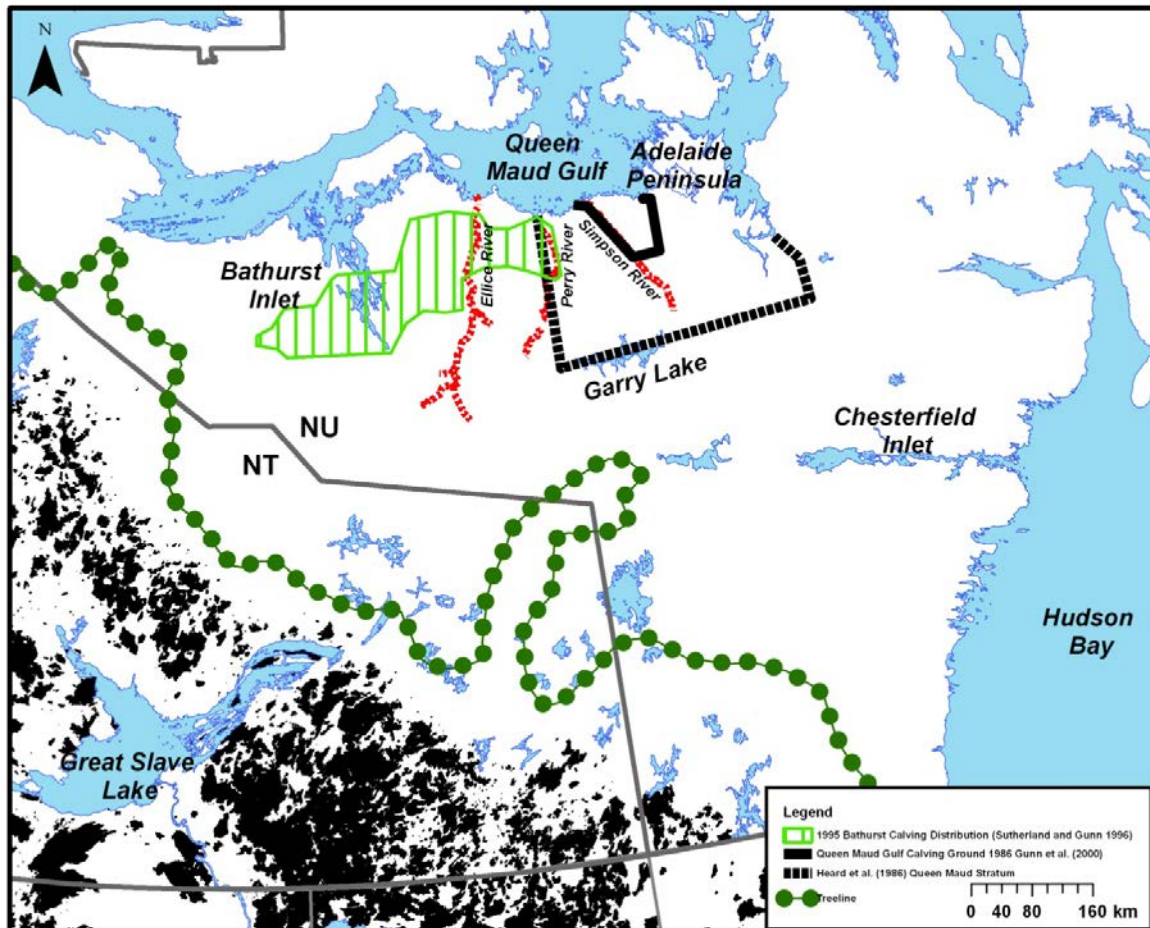 N
Queen
Maud Gulf
Adelaide
Peninsula
Bathurst
Inlet
Ellice River
Perry River
Simpson River
Garry Lake
NU
NT
Chesterfield
Inlet
Hudson
Bay
Great Slave
Lake
Legend
1995 Bathurst Calving Distribution (Sutherland and Gunn 1996)
Queen Maud Gulf Calving Ground 1986 Gunn et al. (2000)
Heard et al. (1986) Queen Maud Stratum
Treeline
0 40 80 160 km